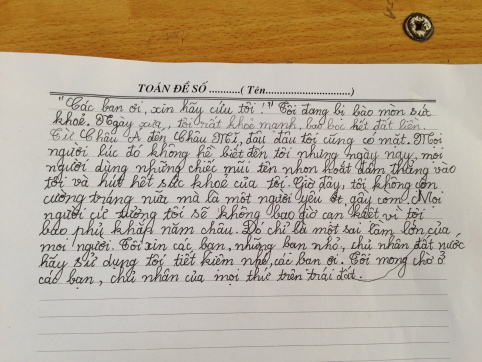 TOÁN ĐỀ SỐ ..........( Tên...........................)
"Các bạn ơi, xin hãy cứu tôi !" Tôi đang bị bào mòn sức
khoẻ. Ngày xưa, tôi rất khoẻ mạnh, bao bọc hết đất liền.
Từ Châu Á đến Châu Mĩ, đâu đâu tôi cũng có mặt. Mọi
người lúc đó không hề biết đến tôi nhưng ngày nay, mọi
người dùng những chiếc mũi tên nhọn hoắt đâm thẳng vào
tôi và hút hết sức khoẻ của tôi. Giờ đây, tôi không còn
cường tráng nữa mà là một người yếu ớt, gầy com. Mọi
người cứ tưởng tôi sẽ không bao giờ cạn kiệt vì tôi
bao phủ khắp năm châu. Đó chỉ là một sai lầm lớn của
mọi người. Tôi xin các bạn, những bạn nhỏ, chủ nhân đất nước
hãy sử dụng tôi tiết kiệm nhé, các bạn ơi. Tôi mong chờ ở
các bạn, chủ nhân của mọi thứ trên trái đất.